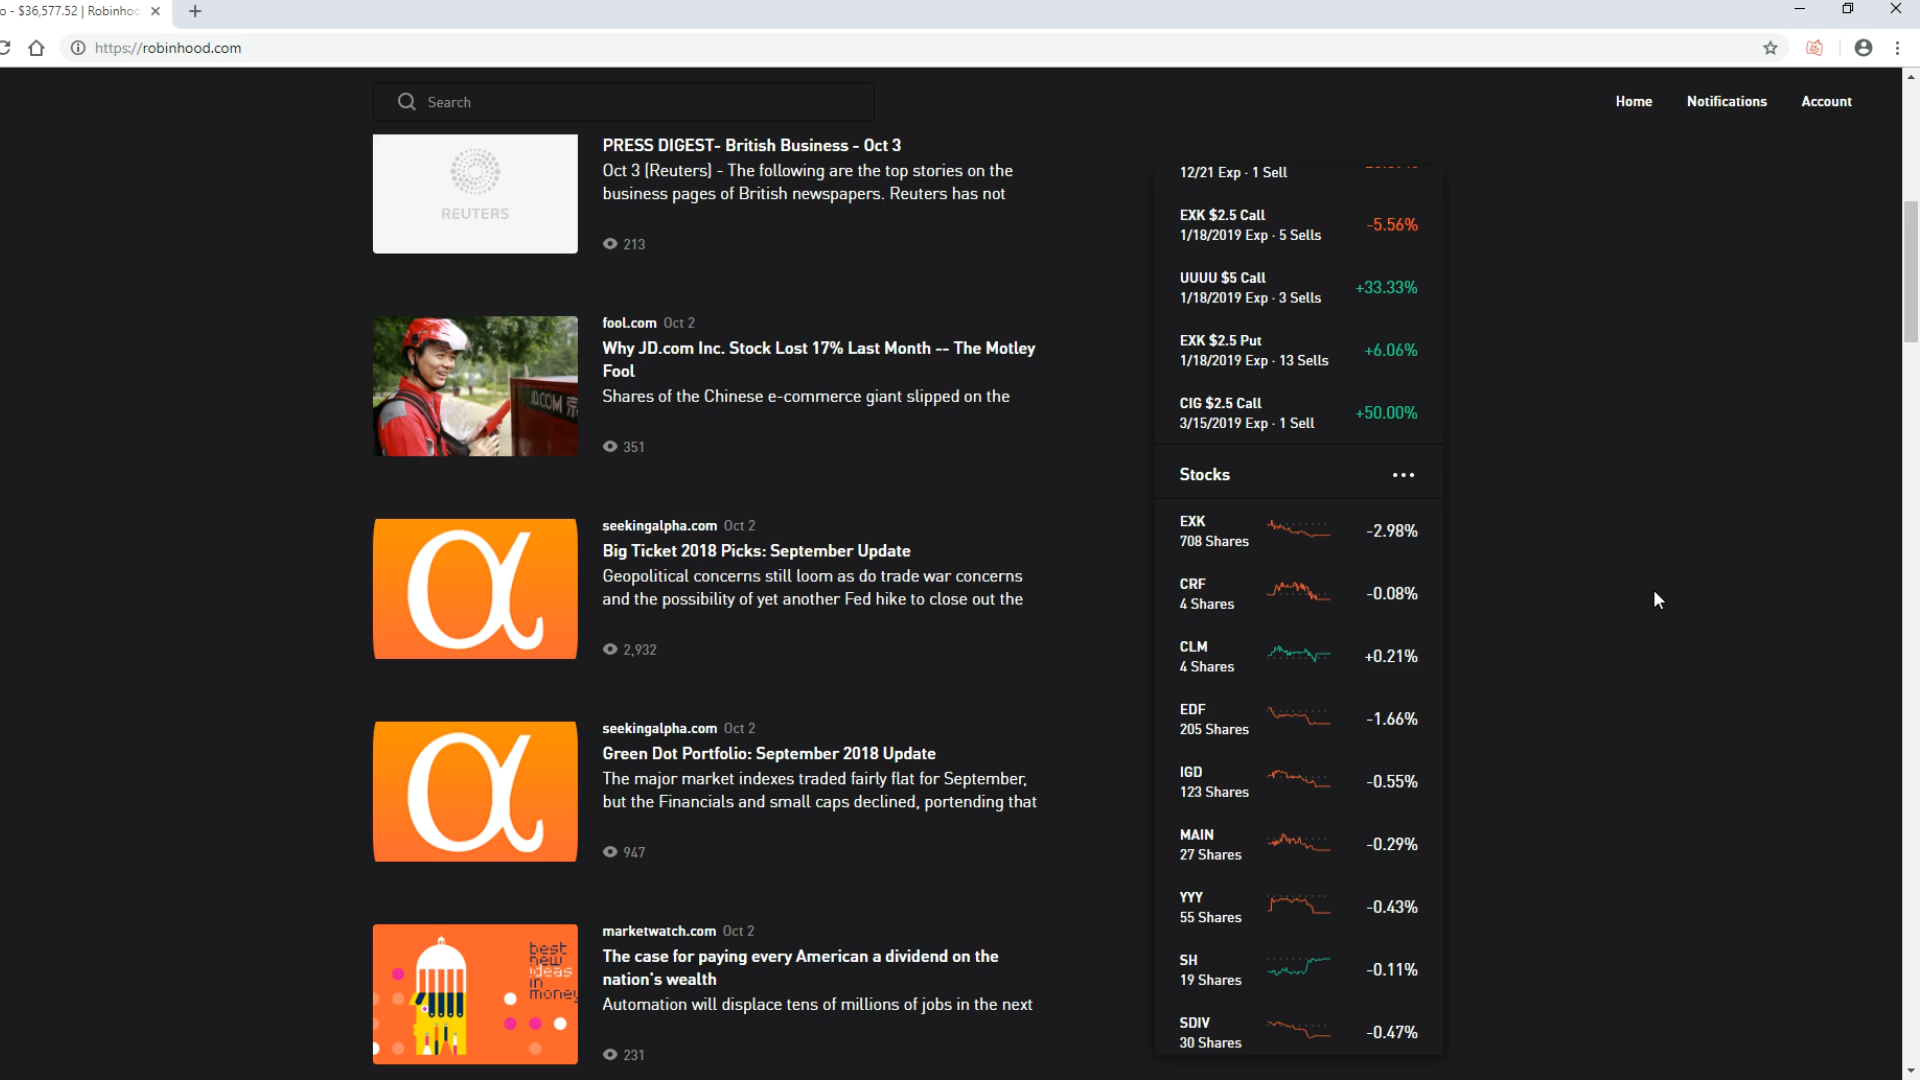 o - $36,577.52 | Robinhoo
https://robinhood.com
Search
Home
Notifications
Account
REUTERS
PRESS DIGEST- British Business - Oct 3
Oct 3 (Reuters) - The following are the top stories on the
business pages of British newspapers. Reuters has not
213
JD.COM 京
fool.com Oct 2
Why JD.com Inc. Stock Lost 17% Last Month -- The Motley
Fool
Shares of the Chinese e-commerce giant slipped on the
351
seekingalpha.com Oct 2
Big Ticket 2018 Picks: September Update
Geopolitical concerns still loom as do trade war concerns
and the possibility of yet another Fed hike to close out the
2,932
seekingalpha.com Oct 2
Green Dot Portfolio: September 2018 Update
The major market indexes traded fairly flat for September,
but the Financials and small caps declined, portending that
947
best
new
ideas
in
money
marketwatch.com Oct 2
The case for paying every American a dividend on the
nation's wealth
Automation will displace tens of millions of jobs in the next
231
12/21 Exp · 1 Sell
EXK $2.5 Call
1/18/2019 Exp · 5 Sells
-5.56%
UUUU $5 Call
1/18/2019 Exp · 3 Sells
+33.33%
EXK $2.5 Put
1/18/2019 Exp · 13 Sells
+6.06%
CIG $2.5 Call
3/15/2019 Exp · 1 Sell
+50.00%
Stocks
EXK
708 Shares
-2.98%
CRF
4 Shares
-0.08%
CLM
4 Shares
+0.21%
EDF
205 Shares
-1.66%
IGD
123 Shares
-0.55%
MAIN
27 Shares
-0.29%
YYY
55 Shares
-0.43%
SH
19 Shares
-0.11%
SDIV
30 Shares
-0.47%